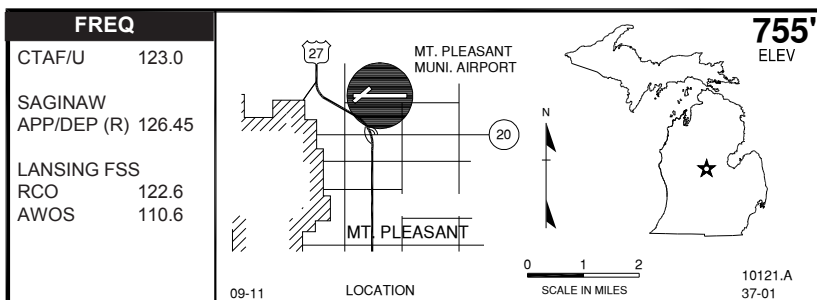 FREQ
CTAF/U 123.0
SAGINAW
APP/DEP (R) 126.45
LANSING FSS
RCO 122.6
AWOS 110.6
27
MT. PLEASANT
MUNI. AIRPORT
20
MT. PLEASANT
09-11
LOCATION
755'
ELEV
N
0 1 2
SCALE IN MILES
10121.A
37-01